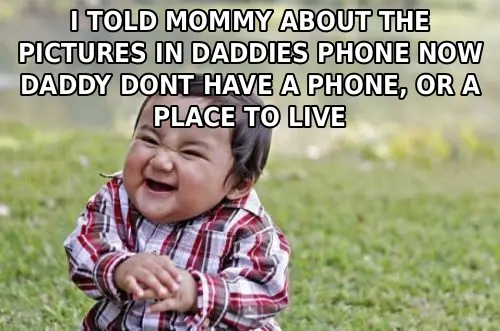 I TOLD MOMMY ABOUT THE
PICTURES IN DADDIES PHONE NOW
DADDY DONT HAVE A PHONE, OR A
PLACE TO LIVE